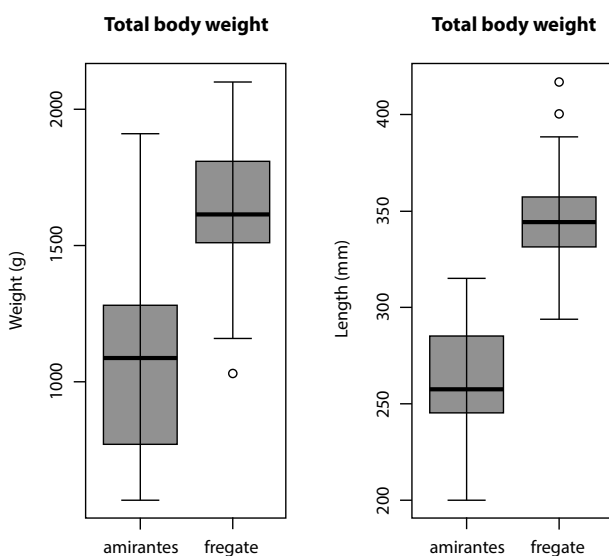 Total body weight
Weight (g)
2000
1500
1000
amirantes fregate
Total body weight
Length (mm)
400
350
300
250
200
amirantes fregate